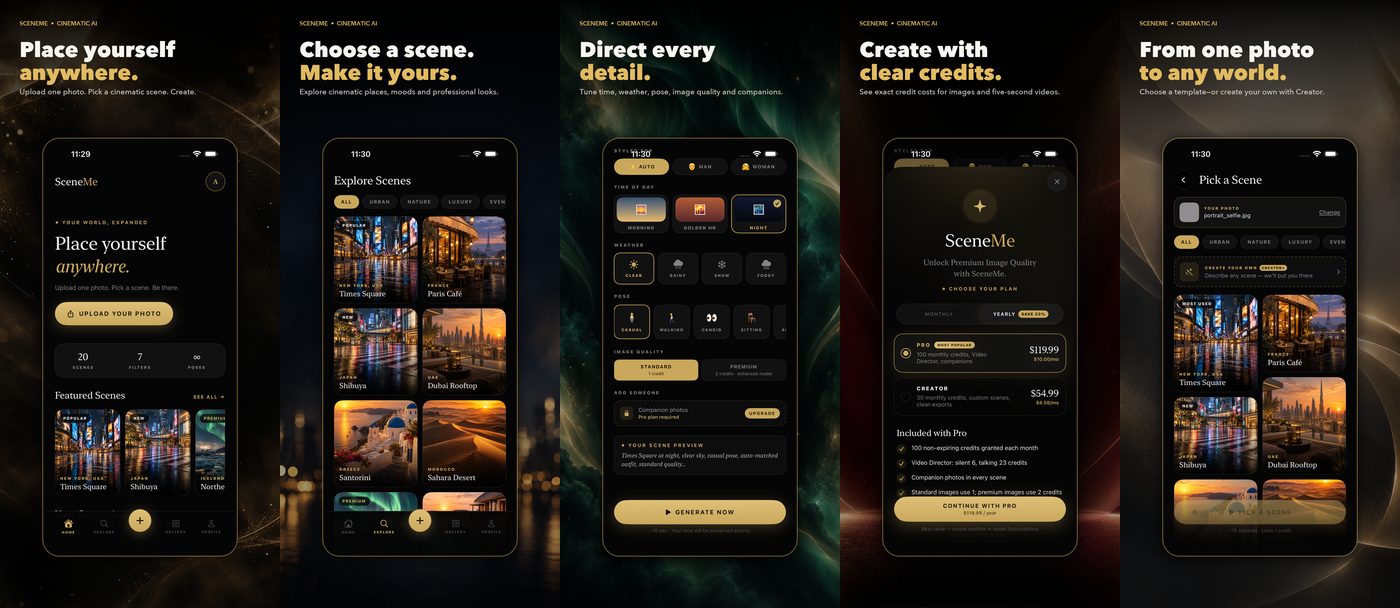 SCENEME • CINEMATIC AI
Place yourself
anywhere.
Upload one photo. Pick a cinematic scene. Create.
11:29
SceneMe
A
✦ YOUR WORLD, EXPANDED
Place yourself
anywhere.
Upload one photo. Pick a scene. Be there.
UPLOAD YOUR PHOTO
20
SCENES
7
FILTERS
∞
POSES
Featured Scenes
SEE ALL →
POPULAR
NEW YORK, USA
Times Square
NEW
JAPAN
Shibuya
PREMIUM
ICELAND
Northe
HOME
EXPLORE
+
GALLERY
PROFILE
SCENEME • CINEMATIC AI
Choose a scene.
Make it yours.
Explore cinematic places, moods and professional looks.
11:30
Explore Scenes
ALL
URBAN
NATURE
LUXURY
EVEN
POPULAR
NEW YORK, USA
Times Square
FRANCE
Paris Café
NEW
JAPAN
Shibuya
UAE
Dubai Rooftop
GREECE
Santorini
MOROCCO
Sahara Desert
PREMIUM
HOME
EXPLORE
+
GALLERY
PROFILE
SCENEME • CINEMATIC AI
Direct every
detail.
Tune time, weather, pose, image quality and companions.
11:30
AUTO
MAN
WOMAN
TIME OF DAY
MORNING
GOLDEN HR
NIGHT
WEATHER
CLEAR
RAINY
SNOW
FOGGY
POSE
CASUAL
WALKING
CANDID
SITTING
IMAGE QUALITY
STANDARD
1 credit
PREMIUM
2 credits · enhanced model
ADD SOMEONE
Companion photos
Pro plan required
UPGRADE
✦ YOUR SCENE PREVIEW
Times Square at night, clear sky, casual pose, auto-matched
outfit, standard quality...
▶ GENERATE NOW
SCENEME • CINEMATIC AI
Create with
clear credits.
See exact credit costs for images and five-second videos.
11:30
SceneMe
Unlock Premium Image Quality
with SceneMe.
✦ CHOOSE YOUR PLAN
MONTHLY
YEARLY
SAVE 33%
PRO
MOST POPULAR
100 monthly credits, Video
Director, companions
$119.99
$10.00/mo
CREATOR
30 monthly credits, custom scenes,
clean exports
$54.99
$4.58/mo
Included with Pro
100 non-expiring credits granted each month
Video Director: silent 6, talking 23 credits
Companion photos in every scene
Standard images use 1; premium images use 2 credits
CONTINUE WITH PRO
$119.99 / year
SCENEME • CINEMATIC AI
From one photo
to any world.
Choose a template—or create your own with Creator.
11:30
Pick a Scene
YOUR PHOTO
portrait_selfie.jpg
Change
ALL
URBAN
NATURE
LUXURY
EVEN
CREATE YOUR OWN
CREATOR+
Describe any scene — we'll put you there
MOST USED
NEW YORK, USA
Times Square
FRANCE
Paris Café
NEW
JAPAN
Shibuya
UAE
Dubai Rooftop
PICK A SCENE